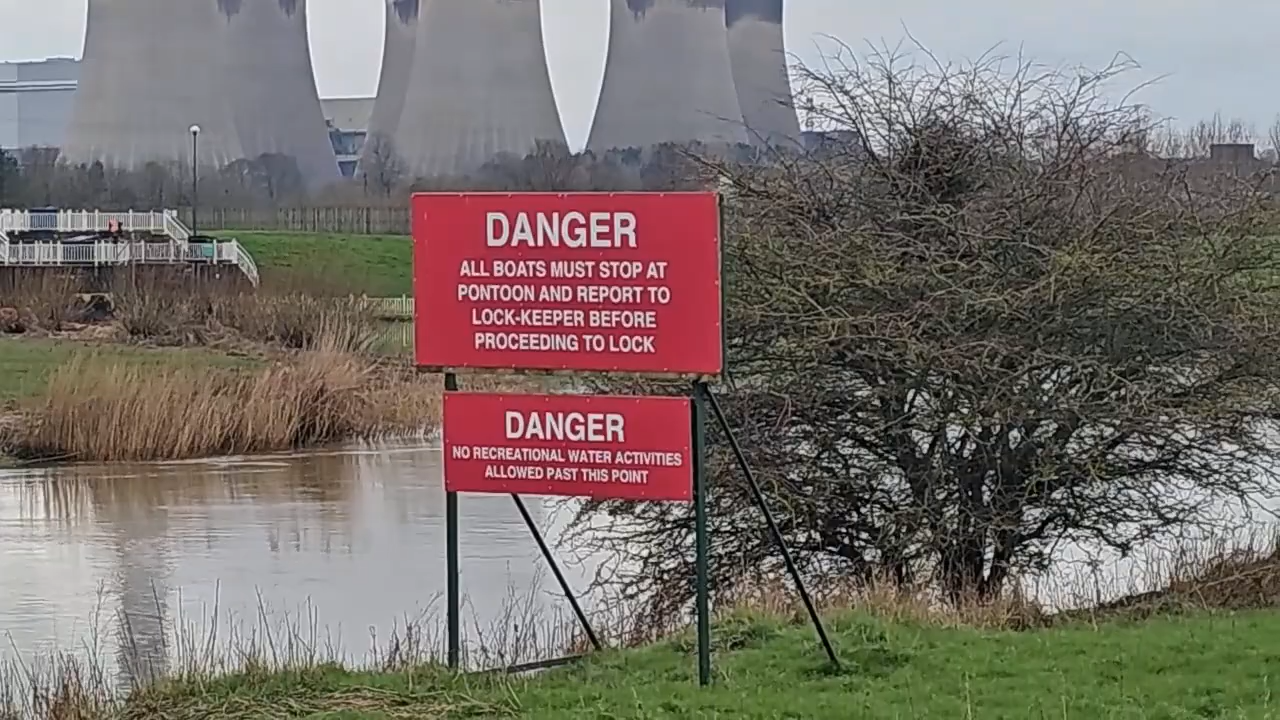 DANGER
ALL BOATS MUST STOP AT
PONTOON AND REPORT TO
LOCK-KEEPER BEFORE
PROCEEDING TO LOCK
DANGER
NO RECREATIONAL WATER ACTIVITIES
ALLOWED PAST THIS POINT